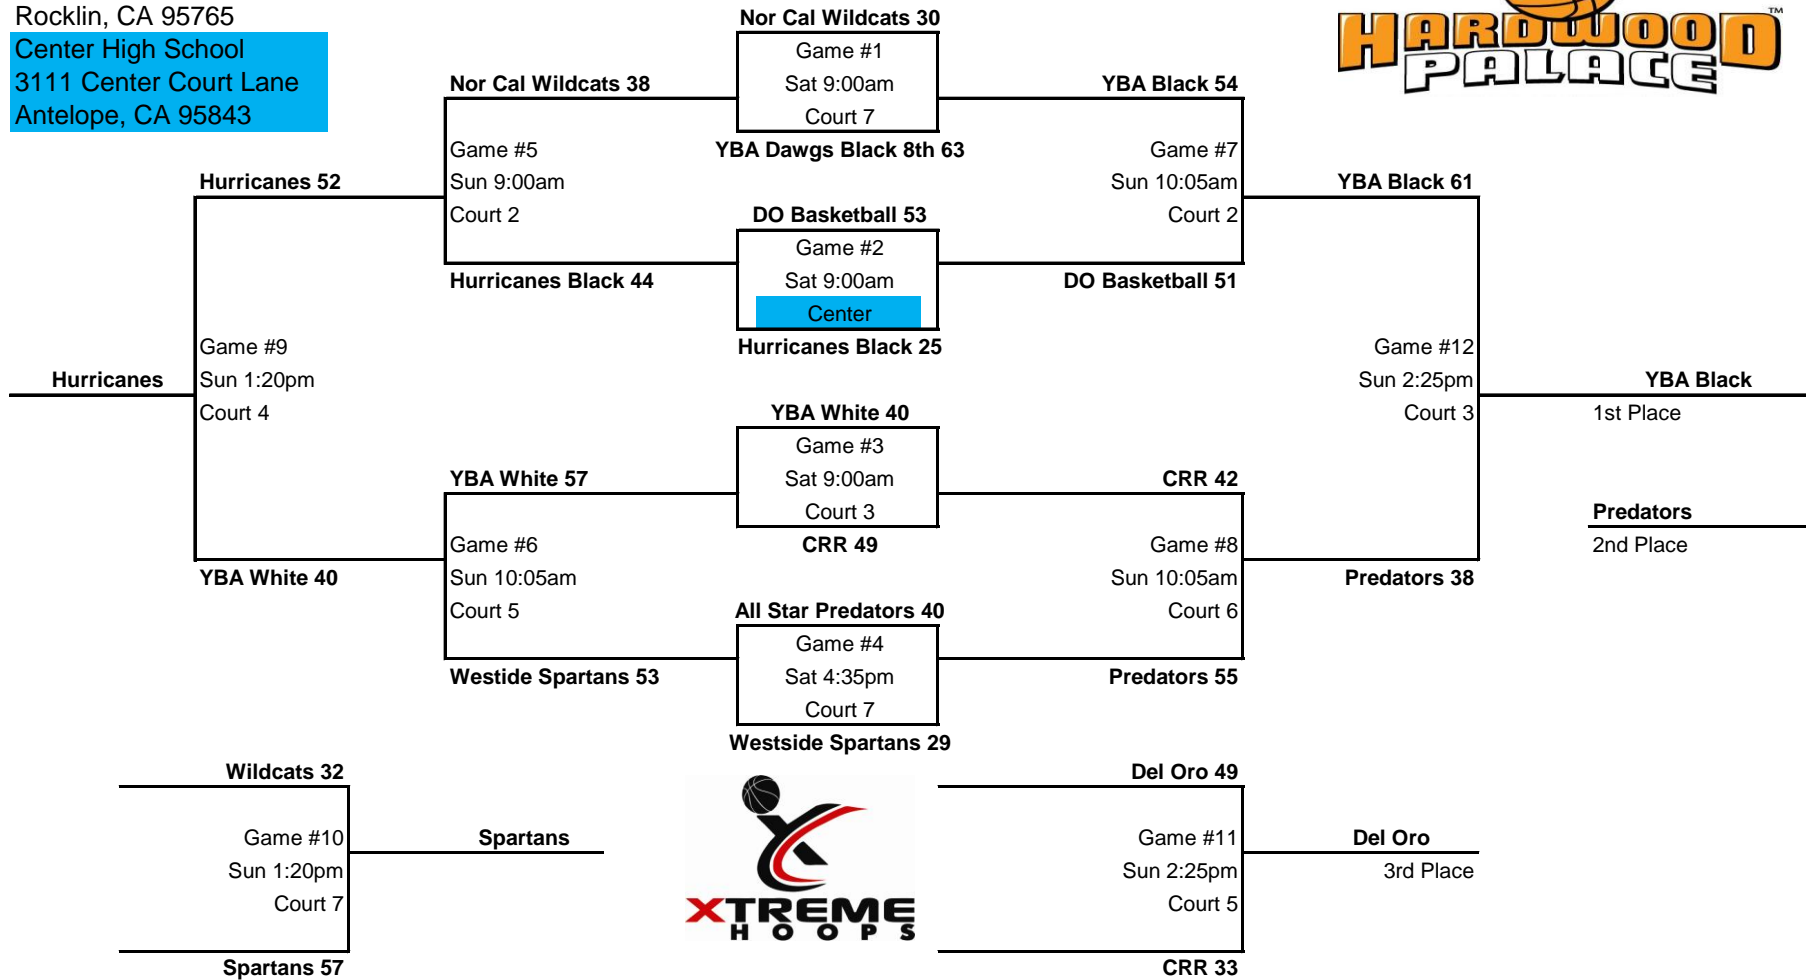 Rocklin, CA 95765
Center High School
3111 Center Court Lane
Antelope, CA 95843
HARDWOOD
PALACE
TM
Nor Cal Wildcats 30
Game #1
Sat 9:00am
Court 7
YBA Dawgs Black 8th 63
Nor Cal Wildcats 38
Game #5
Sun 9:00am
Court 2
Hurricanes Black 44
YBA Black 54
Game #7
Sun 10:05am
Court 2
DO Basketball 51
DO Basketball 53
Game #2
Sat 9:00am
Center
Hurricanes Black 25
Hurricanes 52
Game #9
Sun 1:20pm
Court 4
YBA White 40
Hurricanes
YBA Black 61
Game #12
Sun 2:25pm
Court 3
Predators 38
YBA Black
1st Place
Predators
2nd Place
YBA White 40
Game #3
Sat 9:00am
Court 3
CRR 49
YBA White 57
Game #6
Sun 10:05am
Court 5
Westide Spartans 53
CRR 42
Game #8
Sun 10:05am
Court 6
Predators 55
All Star Predators 40
Game #4
Sat 4:35pm
Court 7
Westside Spartans 29
Wildcats 32
Game #10
Sun 1:20pm
Court 7
Spartans 57
Spartans
XTREME
HOOPS
Del Oro 49
Game #11
Sun 2:25pm
Court 5
CRR 33
Del Oro
3rd Place